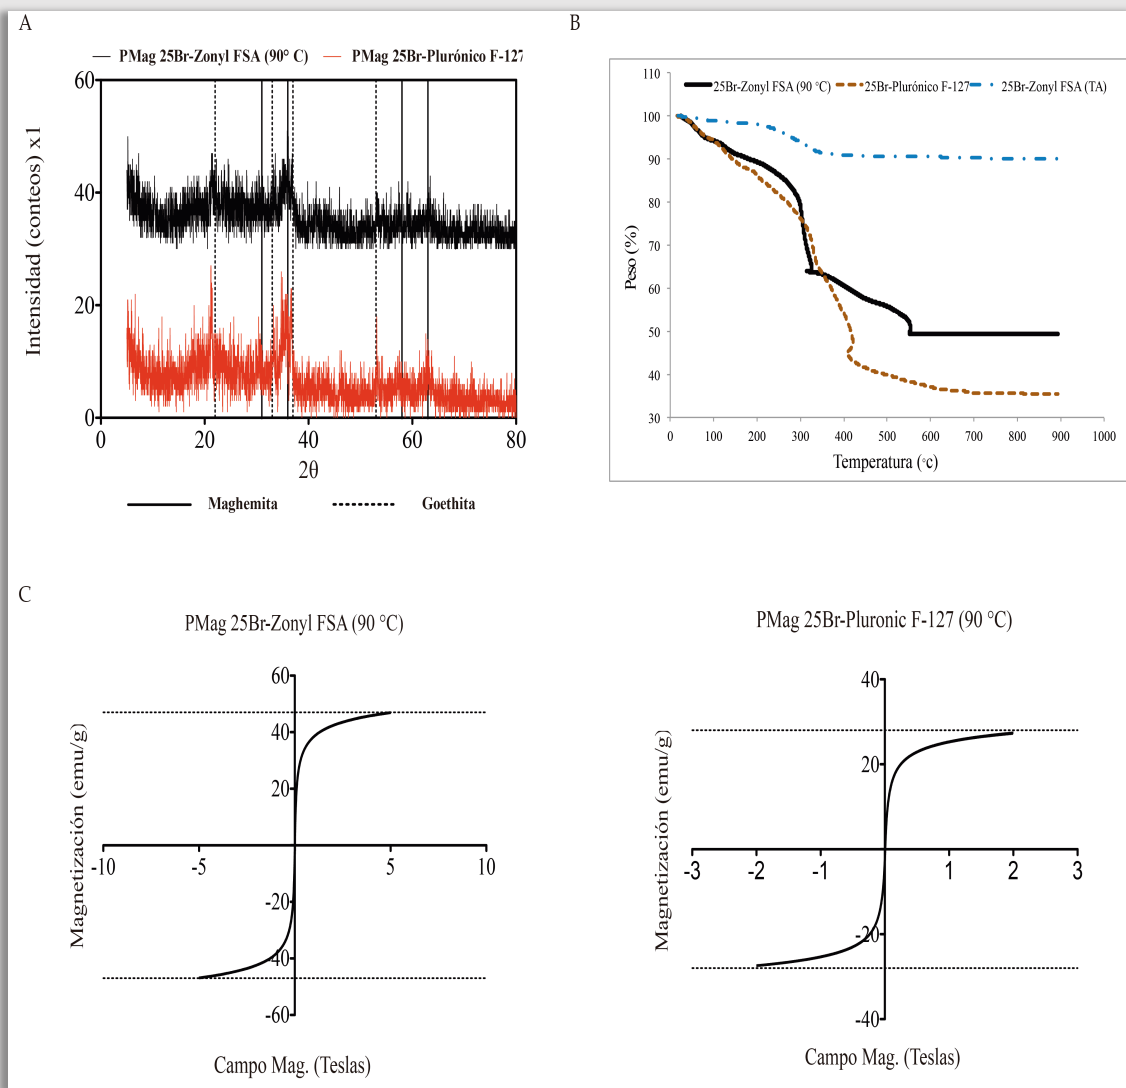 A
PMag 25Br-Zonyl FSA (90° C) PMag 25Br-Plurónico F-127
Intensidad (conteos) x1
60
40
20
0
0 20 40 60 80
2θ
Maghemita Goethita
B
25Br-Zonyl FSA (90 °C) 25Br-Plurónico F-127 25Br-Zonyl FSA (TA)
Peso (%)
110
100
90
80
70
60
50
40
30
0 100 200 300 400 500 600 700 800 900 1000
Temperatura (°c)
C
PMag 25Br-Zonyl FSA (90 °C)
Magnetización (emu/g)
60
40
20
-10 -5 5 10
-20
-40
-60
Campo Mag. (Teslas)
PMag 25Br-Pluronic F-127 (90 °C)
Magnetización (emu/g)
40
20
-3 -2 -1 1 2 3
-20
-40
Campo Mag. (Teslas)